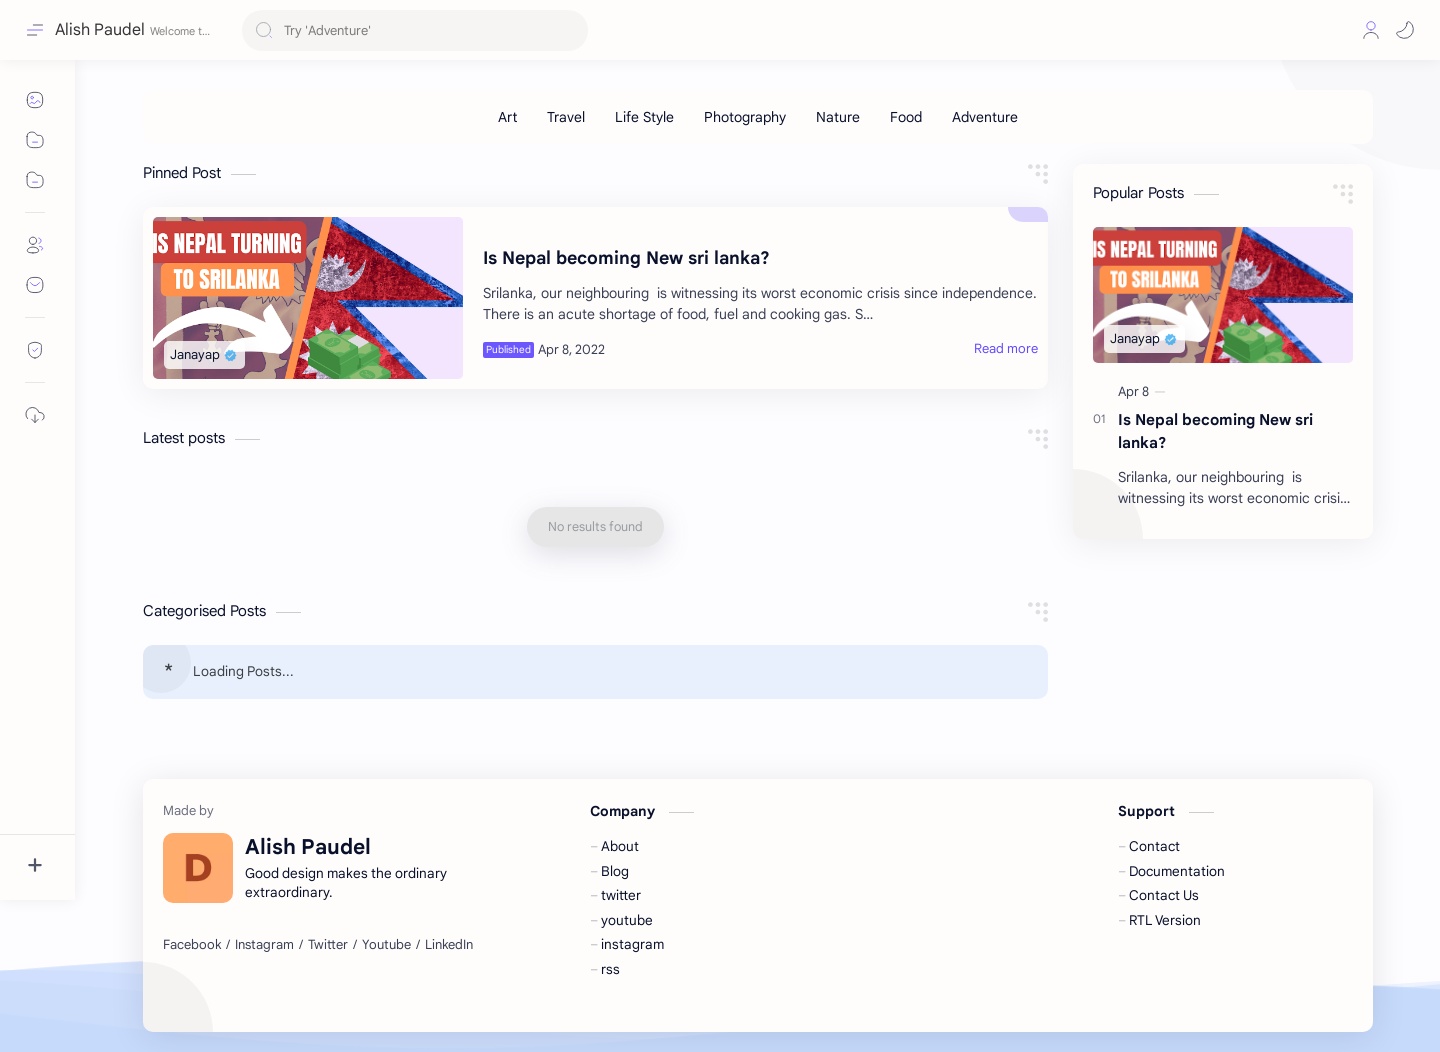 Alish Paudel Welcome t...
Try 'Adventure'
Art Travel Life Style Photography Nature Food Adventure
Pinned Post
IS NEPAL TURNING
TO SRILANKA
Janayap
Is Nepal becoming New sri lanka?
Srilanka, our neighbouring  is witnessing its worst economic crisis since independence.
There is an acute shortage of food, fuel and cooking gas. S...
Published Apr 8, 2022
Read more
Latest posts
No results found
Categorised Posts
* Loading Posts...
Popular Posts
IS NEPAL TURNING
TO SRILANKA
Janayap
Apr 8
01
Is Nepal becoming New sri
lanka?
Srilanka, our neighbouring  is
witnessing its worst economic crisi...
Made by
D
Alish Paudel
Good design makes the ordinary
extraordinary.
Facebook / Instagram / Twitter / Youtube / LinkedIn
Company
– About
– Blog
– twitter
– youtube
– instagram
– rss
Support
– Contact
– Documentation
– Contact Us
– RTL Version